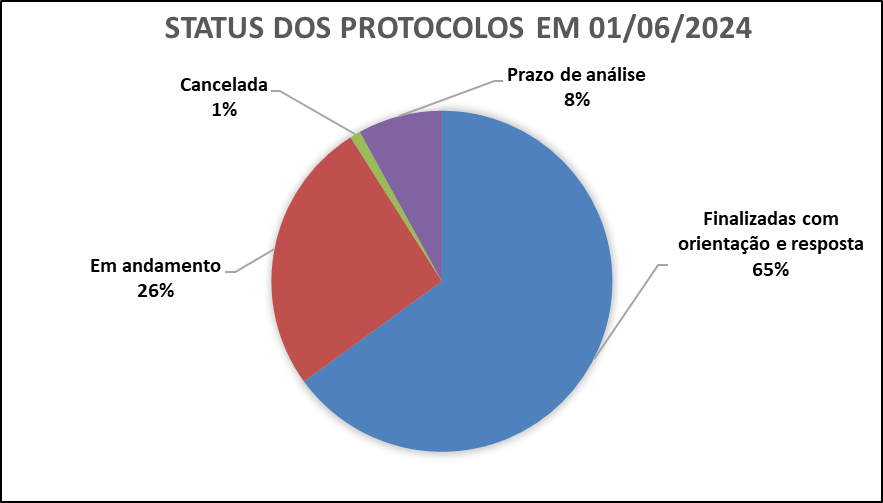 STATUS DOS PROTOCOLOS EM 01/06/2024
Cancelada
1%
Prazo de análise
8%
Finalizadas com
orientação e resposta
65%
Em andamento
26%